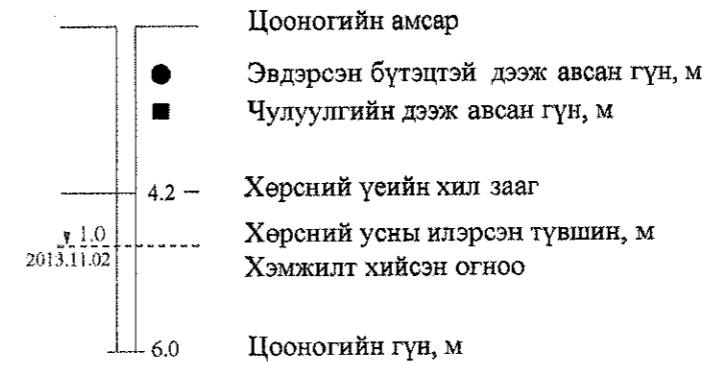 Цооногийн амсар
Эвдэрсэн бүтэцтэй дээж авсан гүн, м
Чулуулгийн дээж авсан гүн, м
4.2 – Хөрсний үеийн хил зааг
1.0 Хөрсний усны илэрсэн түвшин, м
2013.11.02 Хэмжилт хийсэн огноо
6.0 Цооногийн гүн, м